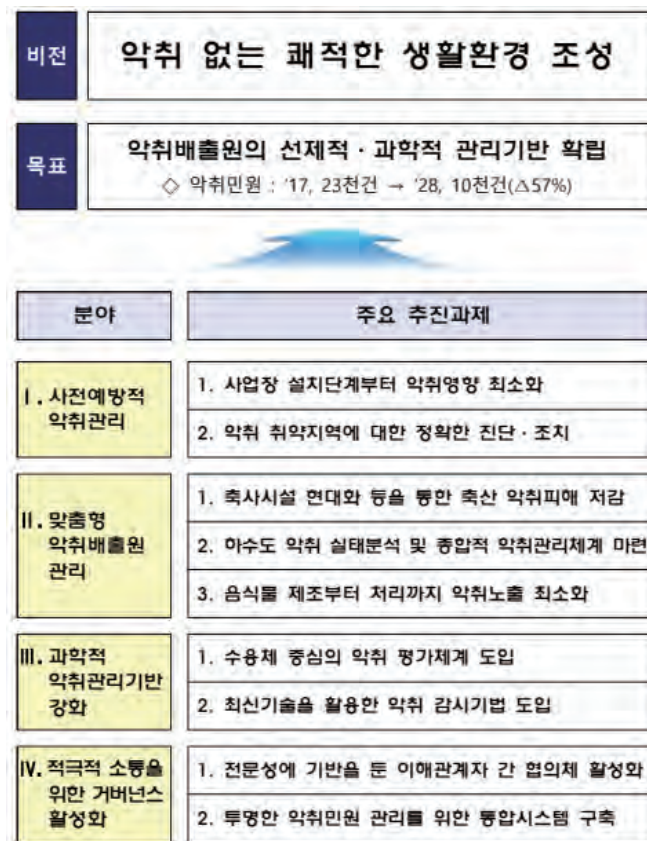 비전
악취 없는 쾌적한 생활환경 조성
목표
악취배출원의 선제적 · 과학적 관리기반 확립
◇ 악취민원 : '17, 23천건 → '28, 10천건(△57%)
분야
주요 추진과제
Ⅰ. 사전예방적
악취관리
1. 사업장 설치단계부터 악취영향 최소화
2. 악취 취약지역에 대한 정확한 진단 · 조치
Ⅱ. 맞춤형
악취배출원
관리
1. 축사시설 현대화 등을 통한 축산 악취피해 저감
2. 하수도 악취 실태분석 및 종합적 악취관리체계 마련
3. 음식물 제조부터 처리까지 악취노출 최소화
Ⅲ. 과학적
악취관리기반
강화
1. 수용체 중심의 악취 평가체계 도입
2. 최신기술을 활용한 악취 감시기법 도입
Ⅳ. 적극적 소통을
위한 거버넌스
활성화
1. 전문성에 기반을 둔 이해관계자 간 협의체 활성화
2. 투명한 악취민원 관리를 위한 통합시스템 구축